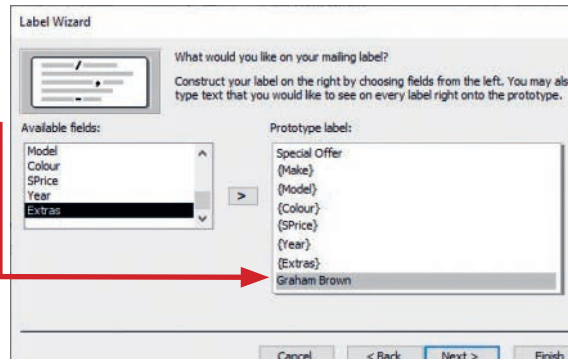 Label Wizard
What would you like on your mailing label?
Construct your label on the right by choosing fields from the left. You may als
type text that you would like to see on every label right onto the prototype.
Available fields:
Model
Colour
SPrice
Year
Extras
>
Prototype label:
Special Offer
{Make}
{Model}
{Colour}
{SPrice}
{Year}
{Extras}
Graham Brown
Cancel
< Back
Next >
Finish